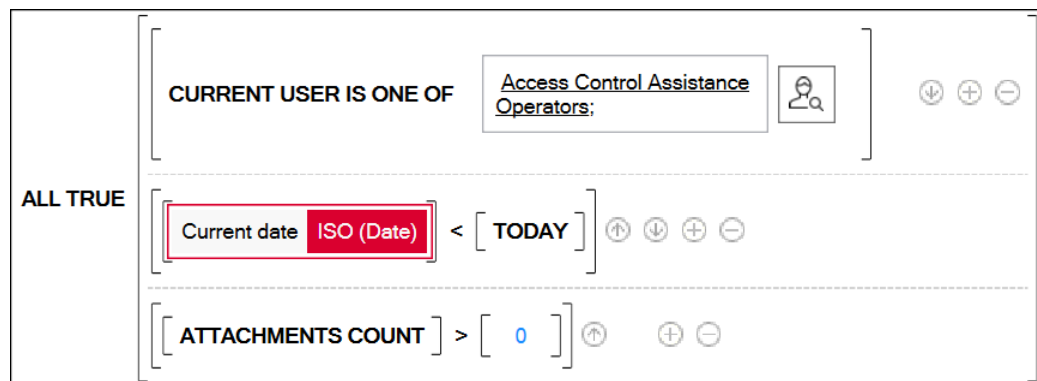 CURRENT USER IS ONE OF
Access Control Assistance
Operators;
ALL TRUE
Current date ISO (Date) < TODAY
ATTACHMENTS COUNT > 0